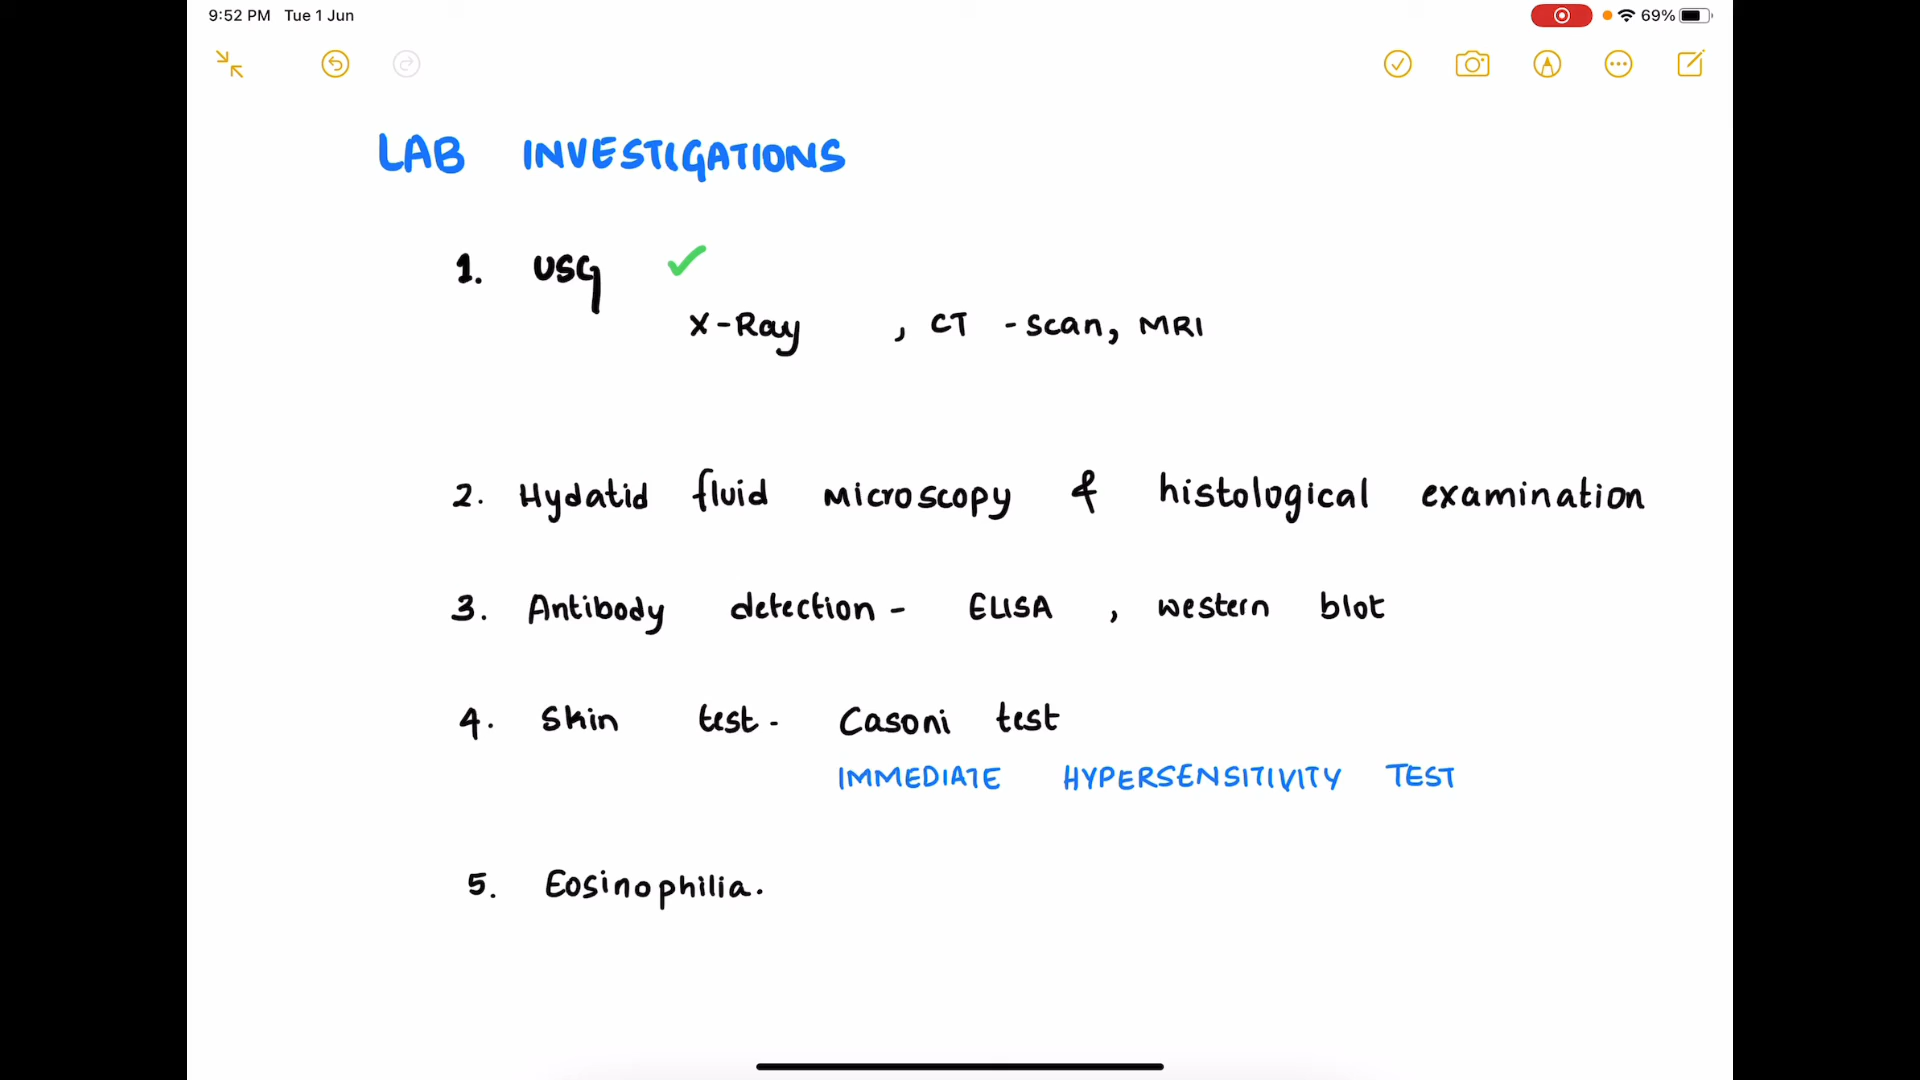 9:52 PM Tue 1 Jun 69%
LAB INVESTIGATIONS
1. USG
X-Ray , CT -scan, MRI
2. Hydatid fluid microscopy & histological examination
3. Antibody detection - ELISA , western blot
4. Skin test - Casoni test
IMMEDIATE HYPERSENSITIVITY TEST
5. Eosinophilia.